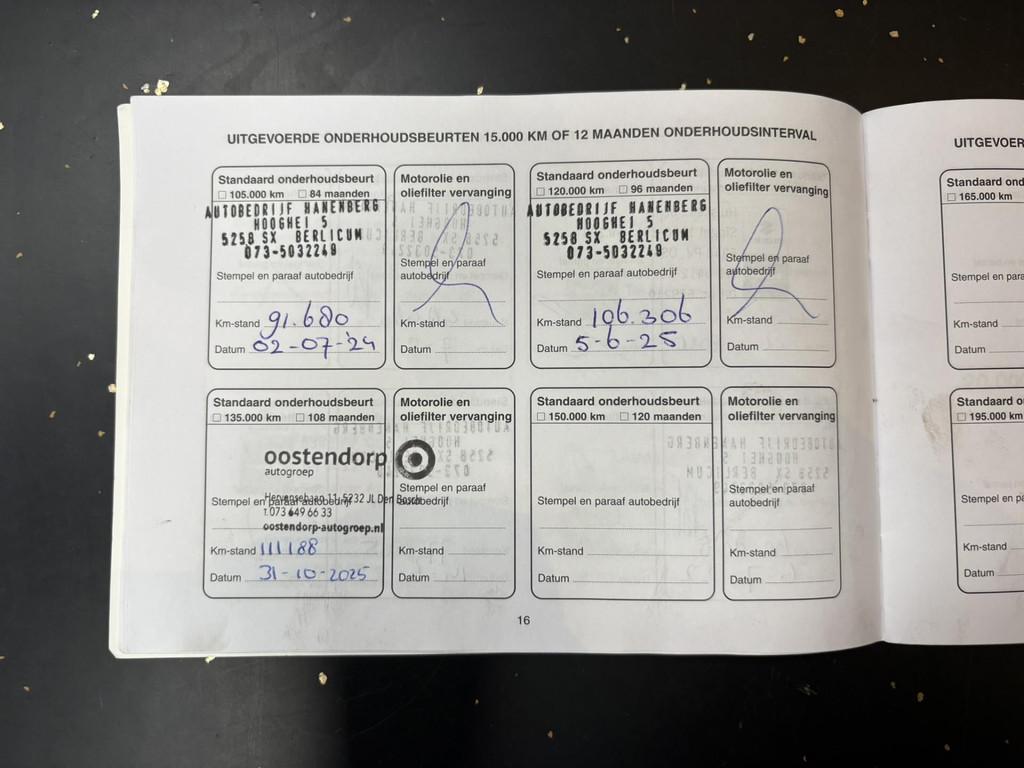 UITGEVOERDE ONDERHOUDSBEURTEN 15.000 KM OF 12 MAANDEN ONDERHOUDSINTERVAL
Standaard onderhoudsbeurt
☐ 105.000 km ☐ 84 maanden
AUTOBEDRIJF HANENBERG
HOOGHEI 5
5258 SX BERLICUM
073-5032249
Stempel en paraaf autobedrijf
Km-stand 91.680
Datum 02-07-'24
Motorolie en
oliefilter vervanging
Stempel en paraaf
autobedrijf
Km-stand
Datum
Standaard onderhoudsbeurt
☐ 120.000 km ☐ 96 maanden
AUTOBEDRIJF HANENBERG
HOOGHEI 5
5258 SX BERLICUM
073-5032249
Stempel en paraaf autobedrijf
Km-stand 106.306
Datum 5-6-25
Motorolie en
oliefilter vervanging
Stempel en paraaf
autobedrijf
Km-stand
Datum
Standaard onderhoudsbeurt
☐ 135.000 km ☐ 108 maanden
oostendorp
autogroep
Stempel en paraaf autobedrijf
Hervensebaan 11, 5232 JL Den Bosch
T. 073 649 66 33
oostendorp-autogroep.nl
Km-stand 111188
Datum 31-10-2025
Motorolie en
oliefilter vervanging
Stempel en paraaf
autobedrijf
Km-stand
Datum
Standaard onderhoudsbeurt
☐ 150.000 km ☐ 120 maanden
Stempel en paraaf autobedrijf
Km-stand
Datum
Motorolie en
oliefilter vervanging
Stempel en paraaf
autobedrijf
Km-stand
Datum
16
UITGEVOER
Standaard ond
☐ 165.000 km
Stempel en para
Km-stand
Datum
Standaard o
☐ 195.000 km
Stempel en pa
Km-stand
Datum